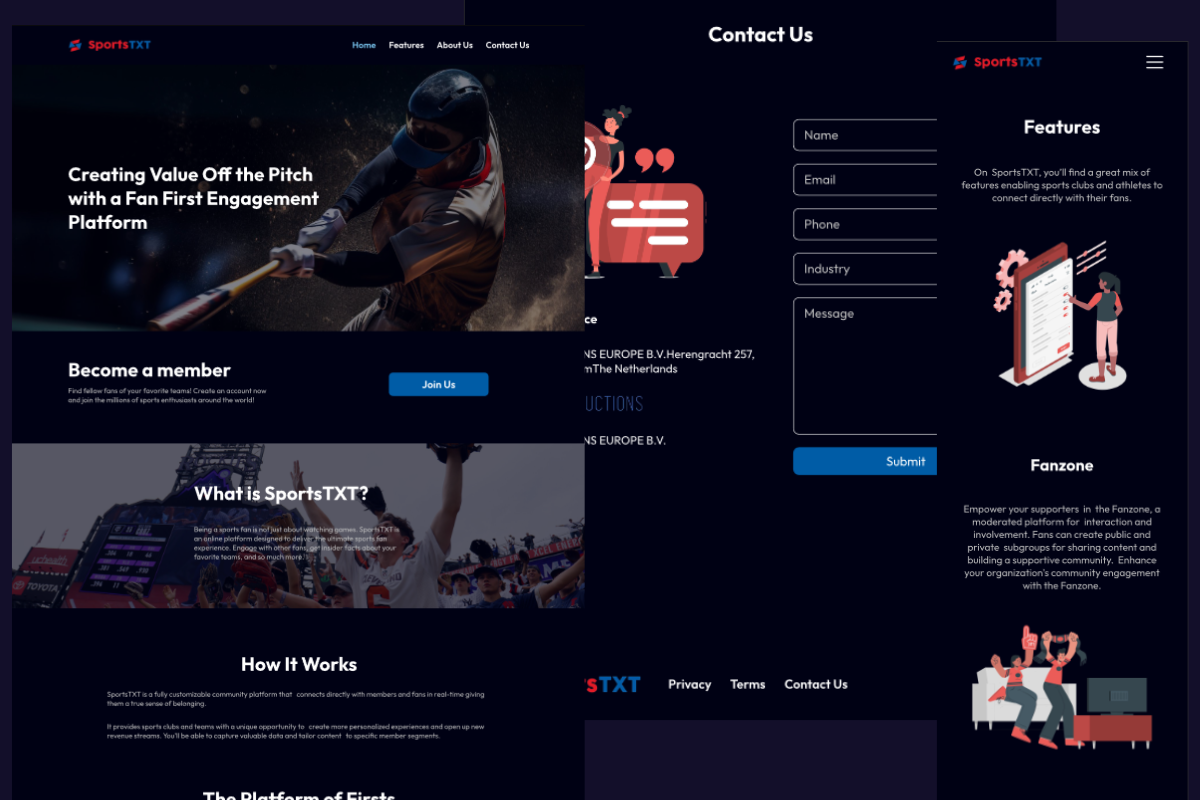 SportsTXT
Home Features About Us Contact Us
Creating Value Off the Pitch
with a Fan First Engagement
Platform
Become a member
Find fellow fans of your favorite teams! Create an account now
and join the millions of sports enthusiasts around the world!
Join Us
What is SportsTXT?
Being a sports fan is not just about watching games. SportsTXT is
an online platform designed to deliver the ultimate sports fan
experience. Engage with other fans, get insider facts about your
favorite teams, and so much more.
TOYOTA
How It Works
SportsTXT is a fully customizable community platform that connects directly with members and fans in real-time giving
them a true sense of belonging.
It provides sports clubs and teams with a unique opportunity to create more personalized experiences and open up new
revenue streams. You'll be able to capture valuable data and tailor content to specific member segments.
The Platform of Firsts
Contact Us
Name
Email
Phone
Industry
Message
Submit
ce
NS EUROPE B.V.Herengracht 257,
mThe Netherlands
UCTIONS
NS EUROPE B.V.
sTXT
Privacy Terms Contact Us
SportsTXT
Features
On SportsTXT, you'll find a great mix of
features enabling sports clubs and athletes to
connect directly with their fans.
Fanzone
Empower your supporters in the Fanzone, a
moderated platform for interaction and
involvement. Fans can create public and
private subgroups for sharing content and
building a supportive community. Enhance
your organization's community engagement
with the Fanzone.